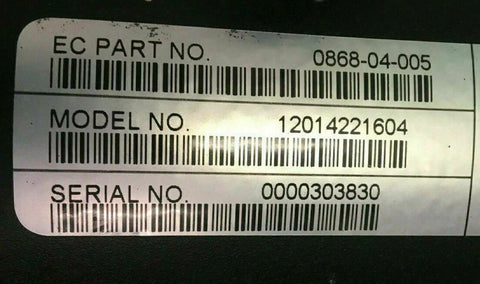 EC PART NO. 0868-04-005
MODEL NO. 12014221604
SERIAL NO. 0000303830